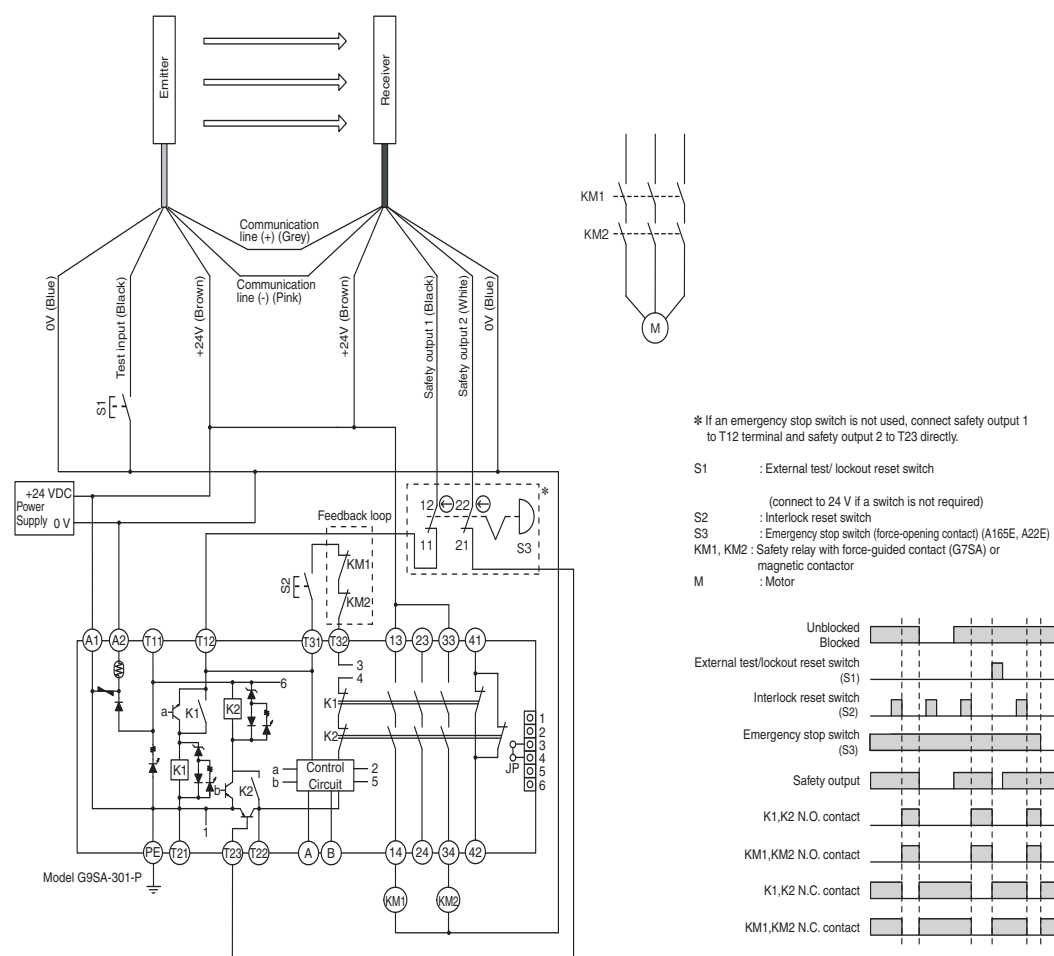 Emitter
Receiver
Communication
line (+) (Grey)
Communication
line (-) (Pink)
0V (Blue)
Test input (Black)
+24V (Brown)
+24V (Brown)
Safety output 1 (Black)
Safety output 2 (White)
0V (Blue)
S1
KM1
KM2
M
✻ If an emergency stop switch is not used, connect safety output 1
to T12 terminal and safety output 2 to T23 directly.
S1 : External test/ lockout reset switch
(connect to 24 V if a switch is not required)
S2 : Interlock reset switch
S3 : Emergency stop switch (force-opening contact) (A165E, A22E)
KM1, KM2 : Safety relay with force-guided contact (G7SA) or
magnetic contactor
M : Motor
+24 VDC
Power
Supply 0 V
Feedback loop
✻
12 22
11 21 S3
S2
KM1
KM2
A1 A2 T11 T12 T31 T32 13 23 33 41
3
4
6
a K1 K2
K1
K2
K1
b K2
a Control 2
b Circuit 5
1
JP
1
2
3
4
5
6
PE T21 T23 T22 A B 14 24 34 42
Model G9SA-301-P
KM1 KM2
Unblocked
Blocked
External test/lockout reset switch
(S1)
Interlock reset switch
(S2)
Emergency stop switch
(S3)
Safety output
K1,K2 N.O. contact
KM1,KM2 N.O. contact
K1,K2 N.C. contact
KM1,KM2 N.C. contact